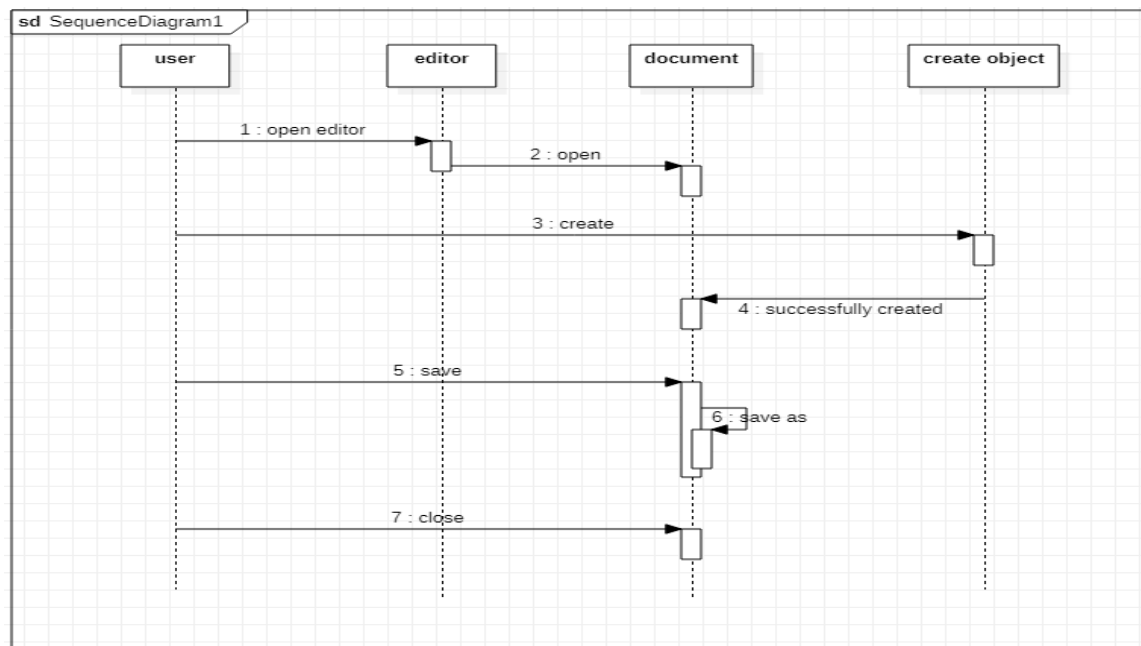 sd SequenceDiagram1
user
editor
document
create object
1 : open editor
2 : open
3 : create
4 : successfully created
5 : save
6 : save as
7 : close